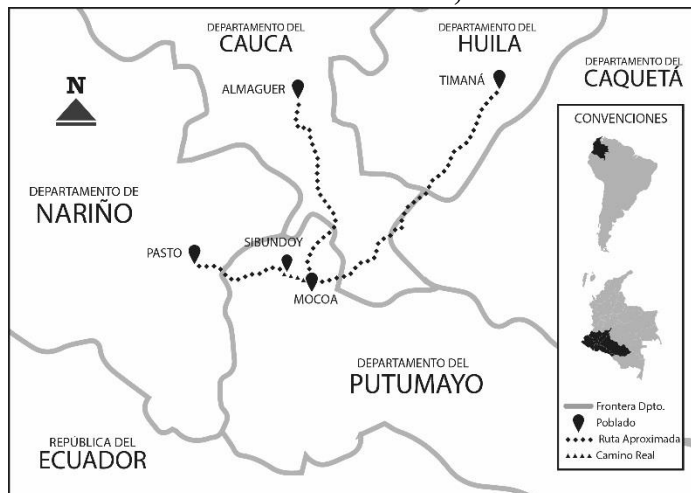 DEPARTAMENTO DEL
CAUCA
DEPARTAMENTO DEL
HUILA
DEPARTAMENTO DEL
CAQUETÁ
ALMAGUER
TIMANÁ
N
DEPARTAMENTO DE
NARIÑO
PASTO
SIBUNDOY
MOCOA
DEPARTAMENTO DEL
PUTUMAYO
REPÚBLICA DEL
ECUADOR
CONVENCIONES
Frontera Dpto.
Poblado
Ruta Aproximada
Camino Real